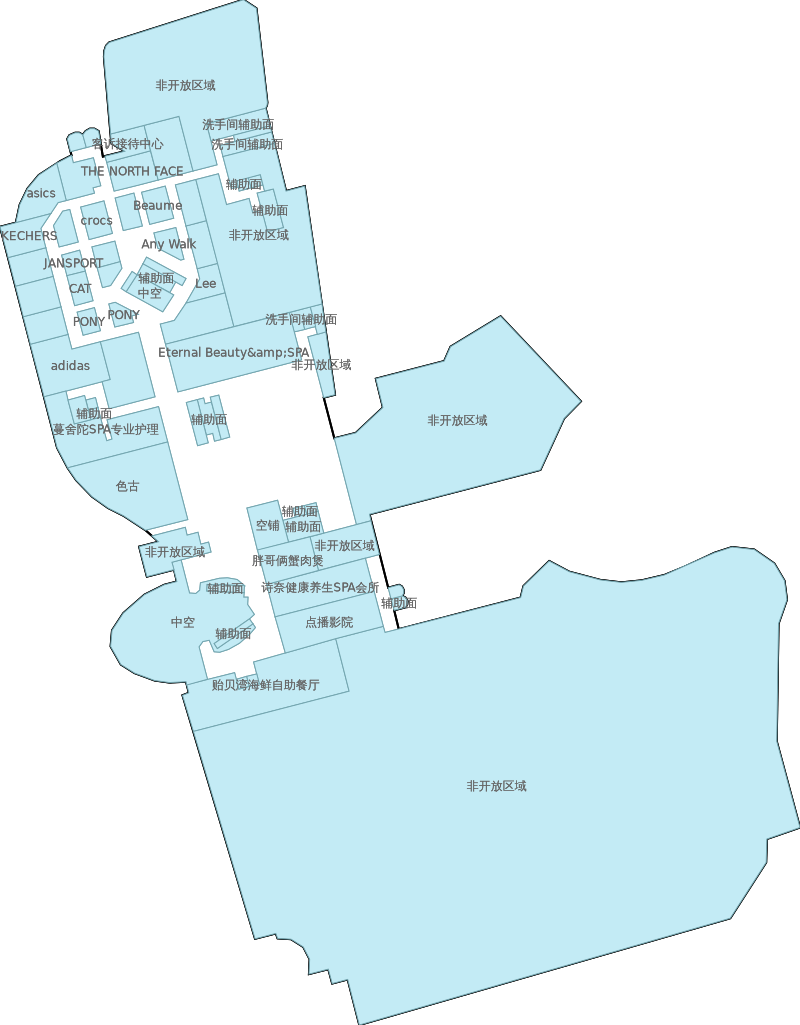 非开放区域
洗手间辅助面
客诉接待中心
洗手间辅助面
THE NORTH FACE
辅助面
asics
Beaume
辅助面
crocs
KECHERS
非开放区域
Any Walk
JANSPORT
辅助面
Lee
CAT
中空
PONY
PONY
洗手间辅助面
Eternal Beauty&amp;SPA
非开放区域
adidas
辅助面
辅助面
非开放区域
蔓舍陀SPA专业护理
色古
辅助面
空铺
辅助面
非开放区域
非开放区域
胖哥俩蟹肉煲
辅助面
诗奈健康养生SPA会所
辅助面
中空
点播影院
辅助面
贻贝湾海鲜自助餐厅
非开放区域